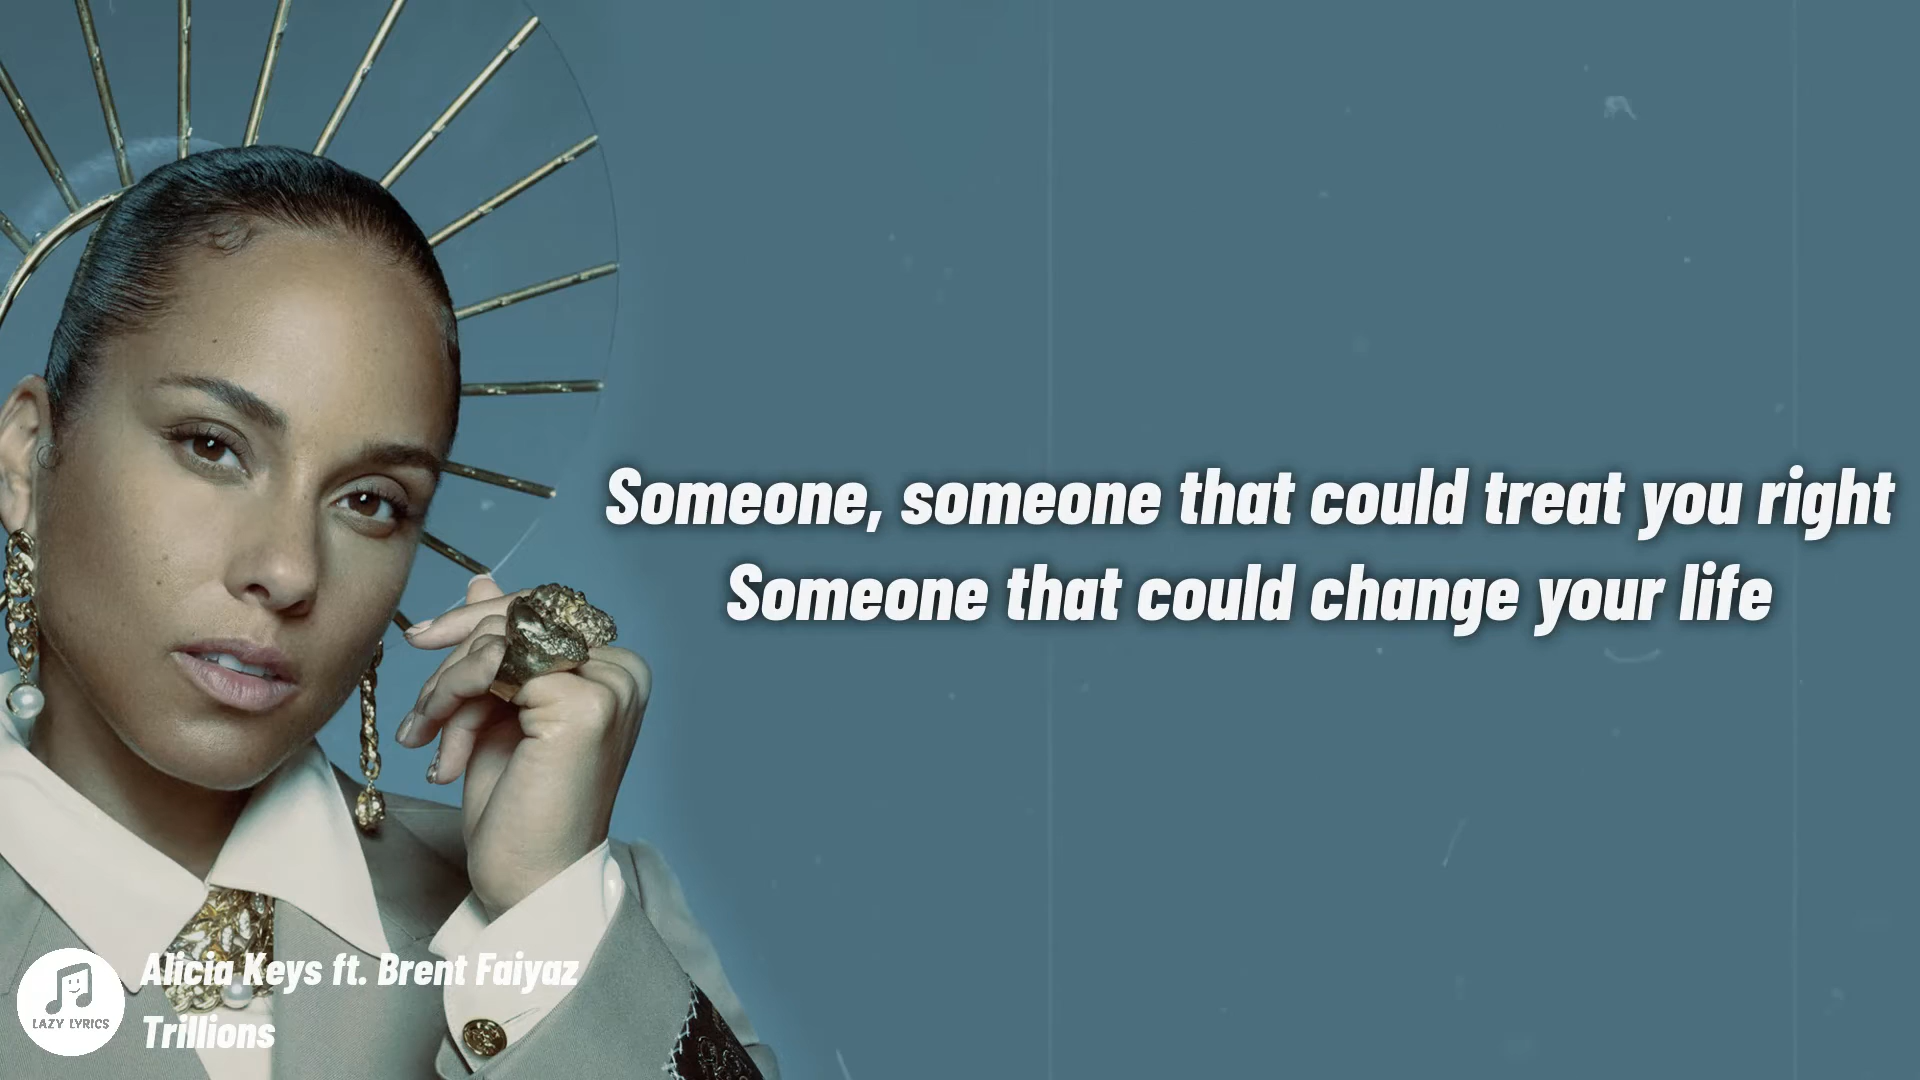 Someone, someone that could treat you right
Someone that could change your life
Alicia Keys ft. Brent Faiyaz
Trillions
LAZY LYRICS